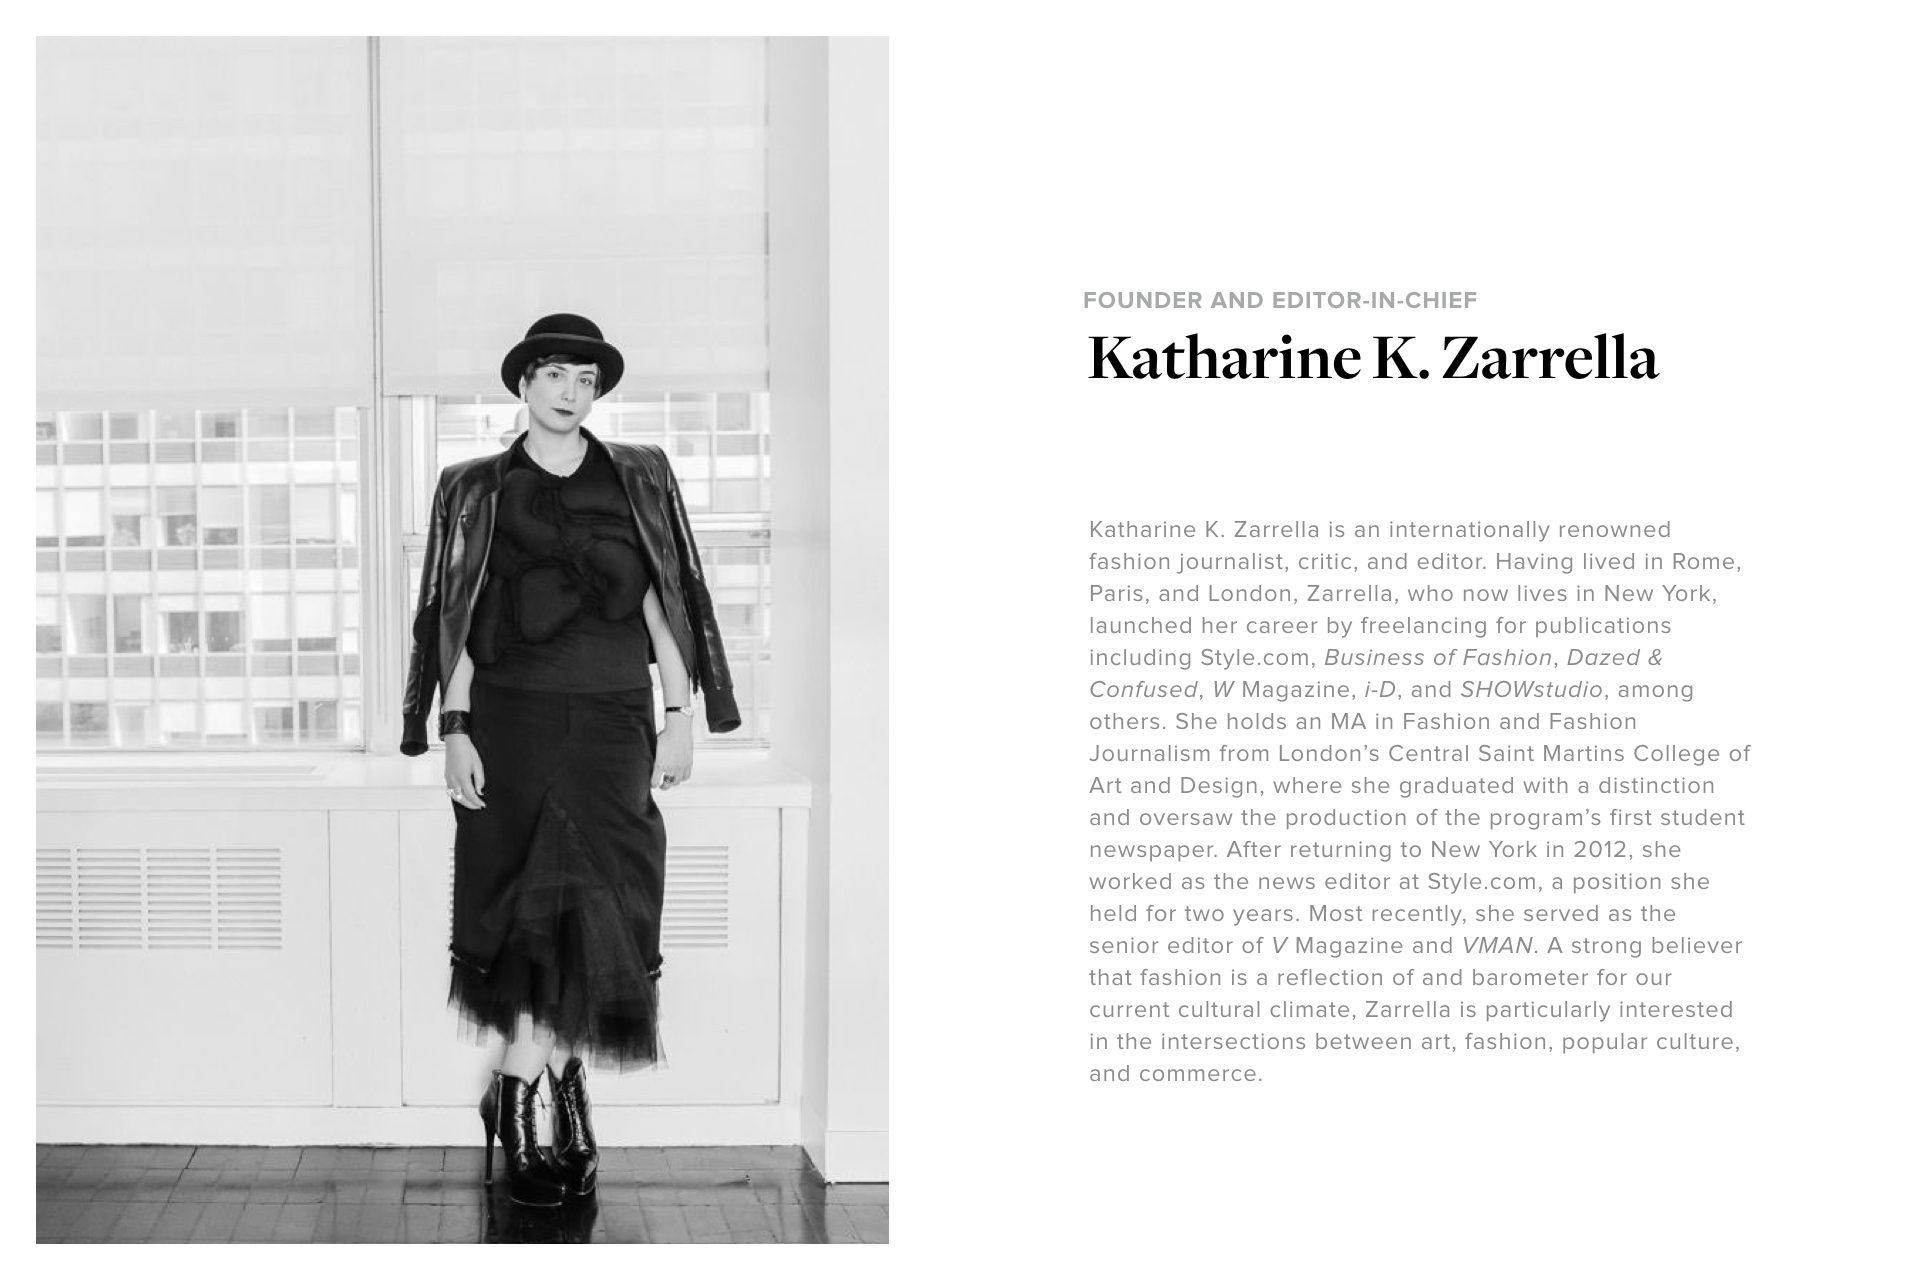 FOUNDER AND EDITOR-IN-CHIEF
Katharine K. Zarrella
Katharine K. Zarrella is an internationally renowned
fashion journalist, critic, and editor. Having lived in Rome,
Paris, and London, Zarrella, who now lives in New York,
launched her career by freelancing for publications
including Style.com, Business of Fashion, Dazed &
Confused, W Magazine, i-D, and SHOWstudio, among
others. She holds an MA in Fashion and Fashion
Journalism from London’s Central Saint Martins College of
Art and Design, where she graduated with a distinction
and oversaw the production of the program’s first student
newspaper. After returning to New York in 2012, she
worked as the news editor at Style.com, a position she
held for two years. Most recently, she served as the
senior editor of V Magazine and VMAN. A strong believer
that fashion is a reflection of and barometer for our
current cultural climate, Zarrella is particularly interested
in the intersections between art, fashion, popular culture,
and commerce.